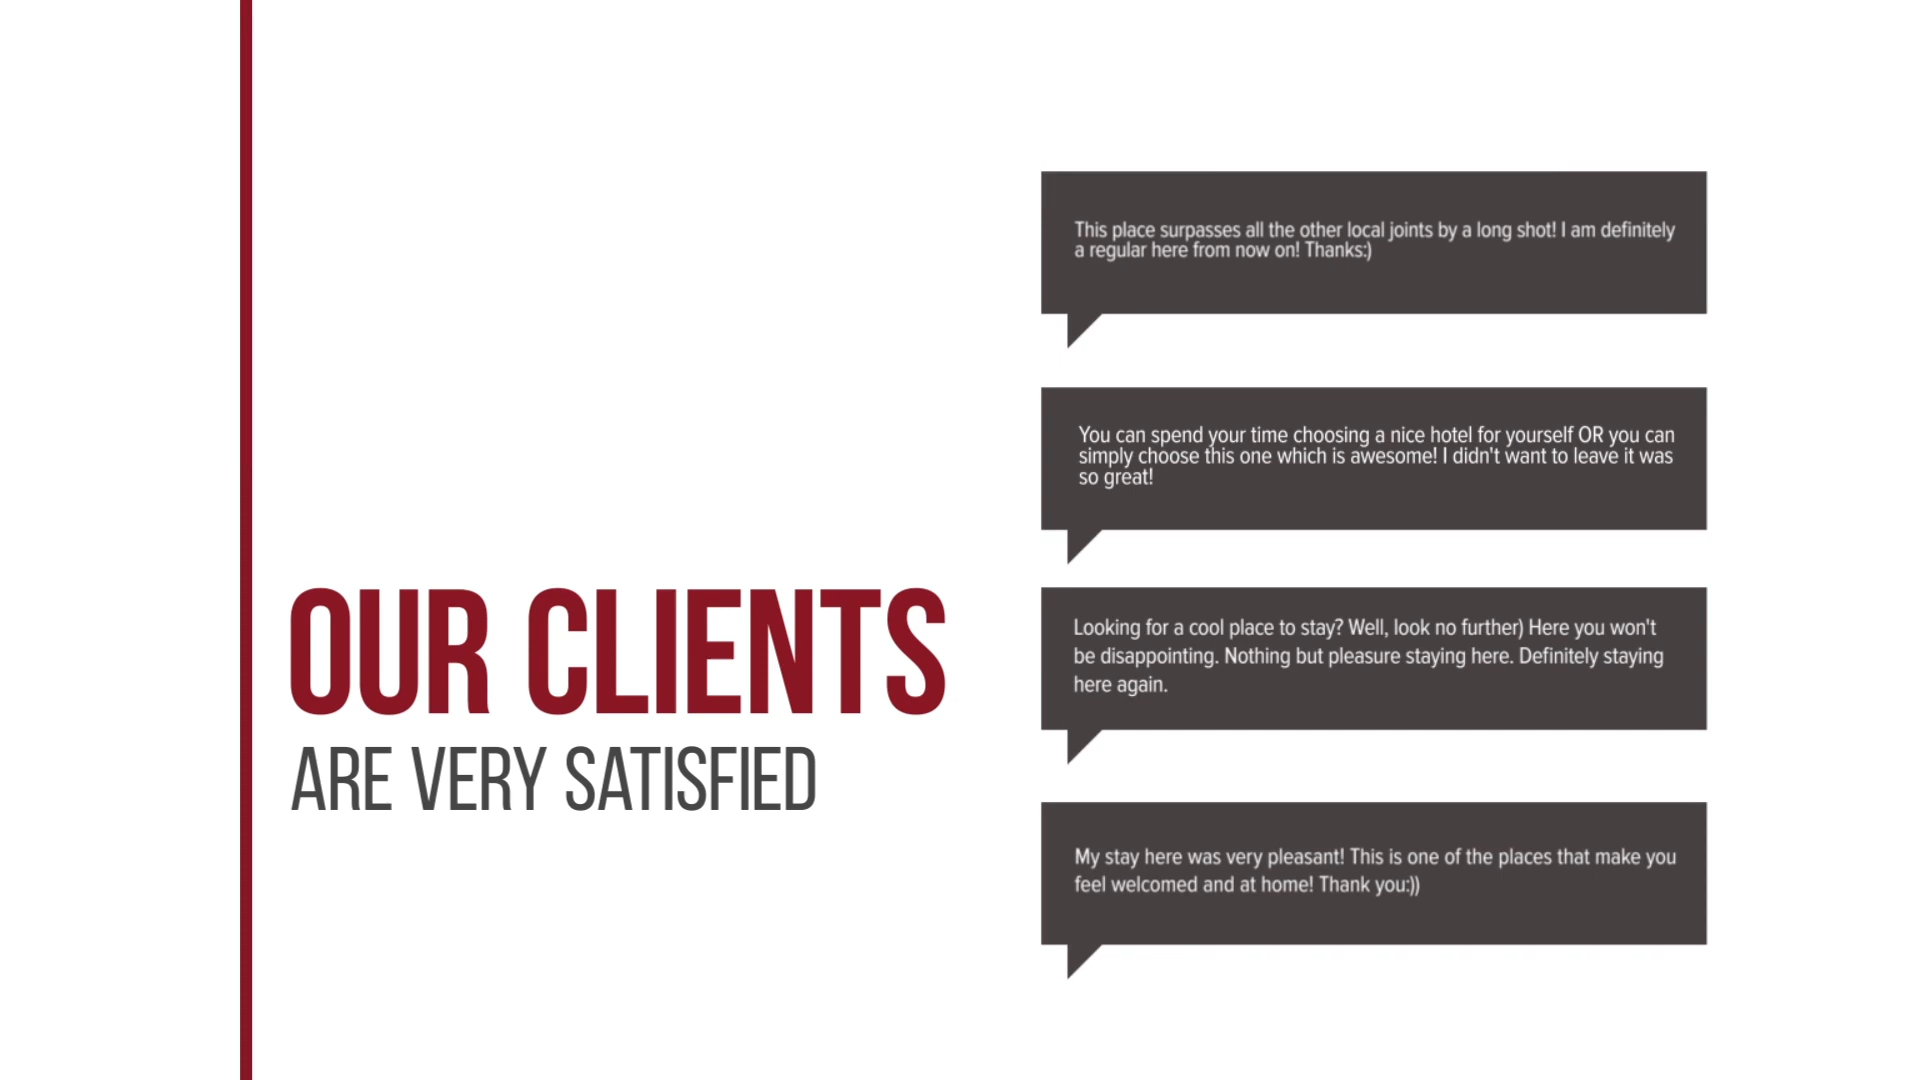 OUR CLIENTS
ARE VERY SATISFIED
This place surpasses all the other local joints by a long shot! I am definitely
a regular here from now on! Thanks:)
You can spend your time choosing a nice hotel for yourself OR you can
simply choose this one which is awesome! I didn't want to leave it was
so great!
Looking for a cool place to stay? Well, look no further) Here you won't
be disappointing. Nothing but pleasure staying here. Definitely staying
here again.
My stay here was very pleasant! This is one of the places that make you
feel welcomed and at home! Thank you:))